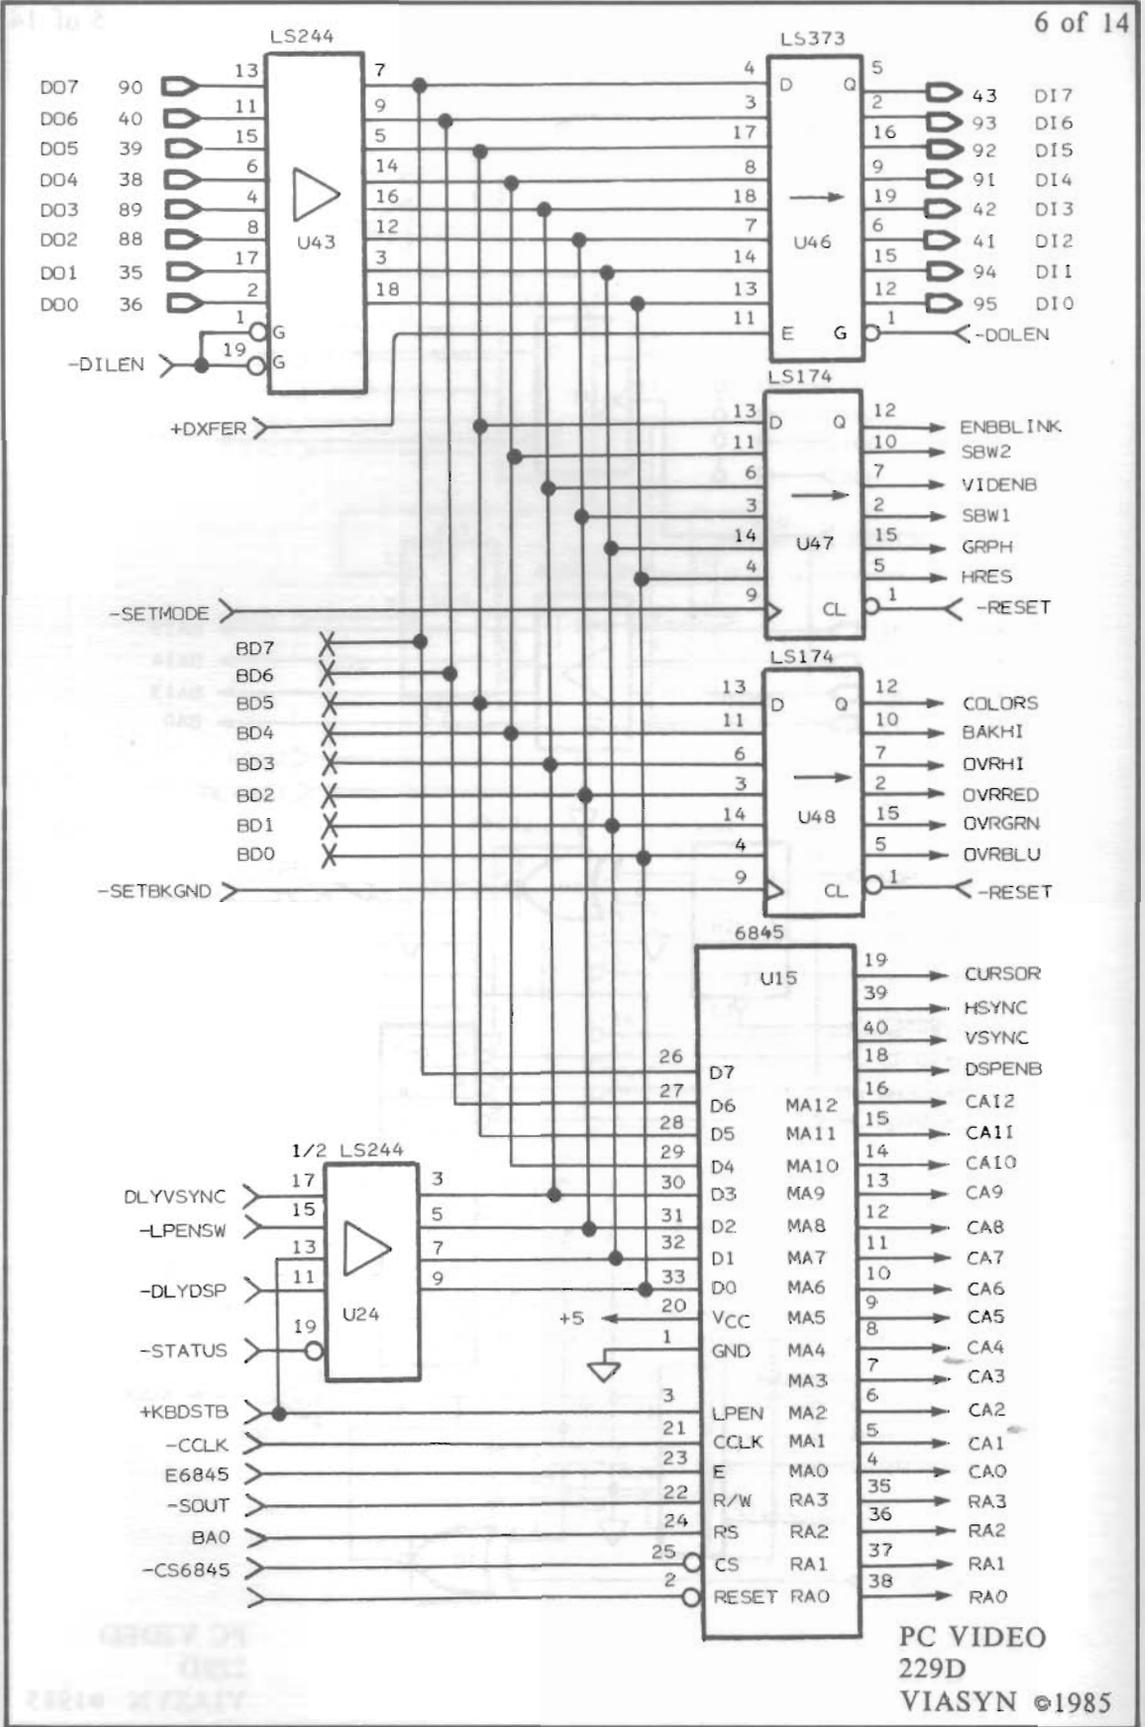 6 of 14
LS244
LS373
DO7 90 13 7 4 D Q 5 43 DI7
DO6 40 11 9 3 2 93 DI6
DO5 39 15 5 17 16 92 DI5
DO4 38 6 14 8 9 91 DI4
DO3 89 4 16 18 19 42 DI3
DO2 88 8 U43 12 7 U46 6 41 DI2
DO1 35 17 3 14 15 94 DI1
DO0 36 2 18 13 12 95 DI0
1 G 11 E G 1 -DOLEN
-DILEN 19 G
LS174
+DXFER 13 D Q 12 ENBBLINK
11 10 SBW2
6 7 VIDENB
3 2 SBW1
14 U47 15 GRPH
4 5 HRES
-SETMODE 9 CL 1 -RESET
BD7
LS174
BD6
BD5 13 D Q 12 COLORS
BD4 11 10 BAKHI
BD3 6 7 OVRHI
BD2 3 2 OVRRED
BD1 14 U48 15 OVRGRN
BD0 4 5 OVRBLU
-SETBKGND 9 CL 1 -RESET
6845
U15 19 CURSOR
39 HSYNC
40 VSYNC
26 D7 18 DSPENB
27 D6 MA12 16 CA12
28 D5 MA11 15 CA11
1/2 LS244
29 D4 MA10 14 CA10
DLYVSYNC 17 3 30 D3 MA9 13 CA9
-LPENSW 15 5 31 D2 MA8 12 CA8
13 7 32 D1 MA7 11 CA7
-DLYDSP 11 9 33 D0 MA6 10 CA6
U24 +5 20 VCC MA5 9 CA5
-STATUS 19 1 GND MA4 8 CA4
MA3 7 CA3
+KBDSTB 3 LPEN MA2 6 CA2
-CCLK 21 CCLK MA1 5 CA1
E6845 23 E MA0 4 CA0
-SOUT 22 R/W RA3 35 RA3
BA0 24 RS RA2 36 RA2
-CS6845 25 CS RA1 37 RA1
2 RESET RA0 38 RA0
PC VIDEO
229D
VIASYN ©1985